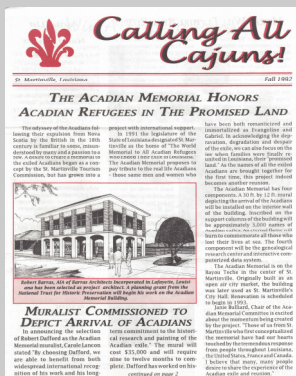 Calling All
Cajuns!
St. Martinville, Louisiana
Fall 1992
THE ACADIAN MEMORIAL HONORS
ACADIAN REFUGEES IN THE PROMISED LAND
The odyssey of the Acadians fol-
lowing their expulsion from Nova
Scotia by the British in the 18th
century is familiar to some, misun-
derstood by many and a passion to a
few. A desire to create a memorial to
the exiled Acadians began as a con-
cept by the St. Martinville Tourism
Commission, but has grown into a
project with international support.
In 1991 the legislature of the
State of Louisiana designated St. Mar-
tinville as the home of "The World
Memorial to All Acadian Refugees
who called Their Exile in Louisiana."
The Acadian Memorial proposes to
pay tribute to the real life Acadians
- those same men and women who
have been both romanticized and
immortalized as Evangeline and
Gabriel. In acknowledging the dep-
rivation, degradation and despair
of the exile, we can also focus on the
joy when families were finally re-
united in Louisiana, their "promised
land." As the names of all the exiled
Acadians are brought together for
the first time, this project indeed
becomes another reunion.
The Acadian Memorial has four
components. A 30 ft. by 12 ft. mural
depicting the arrival of the Acadians
will be installed on the interior wall
of the building. Inscribed on the
support columns of the building will
be approximately 3,000 names of
burn to commemorate all those who
lost their lives at sea. The fourth
component will be the genealogical
research center and interactive com-
puterized data system.
The Acadian Memorial is on the
Bayou Teche in the center of St.
Martinville. Originally built as an
open air city market, the building
was later used as St. Martinville's
City Hall. Renovation is scheduled
to begin in 1993.
Janis Bulliard, Chair of the Aca-
dian Memorial Committee is excited
about the momentum being created
by the project. "Those of us from St.
Martinville who first conceptualized
the memorial have had our hearts
touched by the tremendous response
from people throughout Louisiana,
the United States, France and Canada.
I believe that many, many people
desire to share the experience of the
Acadian exile and reunion."
Robert Barras, AIA of Barras Architects Incorporated in Lafayette, Louisi-
ana has been selected as project architect. A planning grant from the
National Trust for Historic Preservation will begin his work on the Acadian
Memorial Building.
MURALIST COMMISSIONED TO
DEPICT ARRIVAL OF ACADIANS
In announcing the selection
of Robert Dafford as the Acadian
Memorial muralist, Carole Lancon
stated "By choosing Dafford, we
are able to benefit from both
widespread international recog-
nition of his work and his long-
term commitment to the histori-
cal research and painting of the
Acadian exile." The mural will
cost $35,000 and will require
nine to twelve months to com-
plete. Dafford has worked on his
continued on page 2